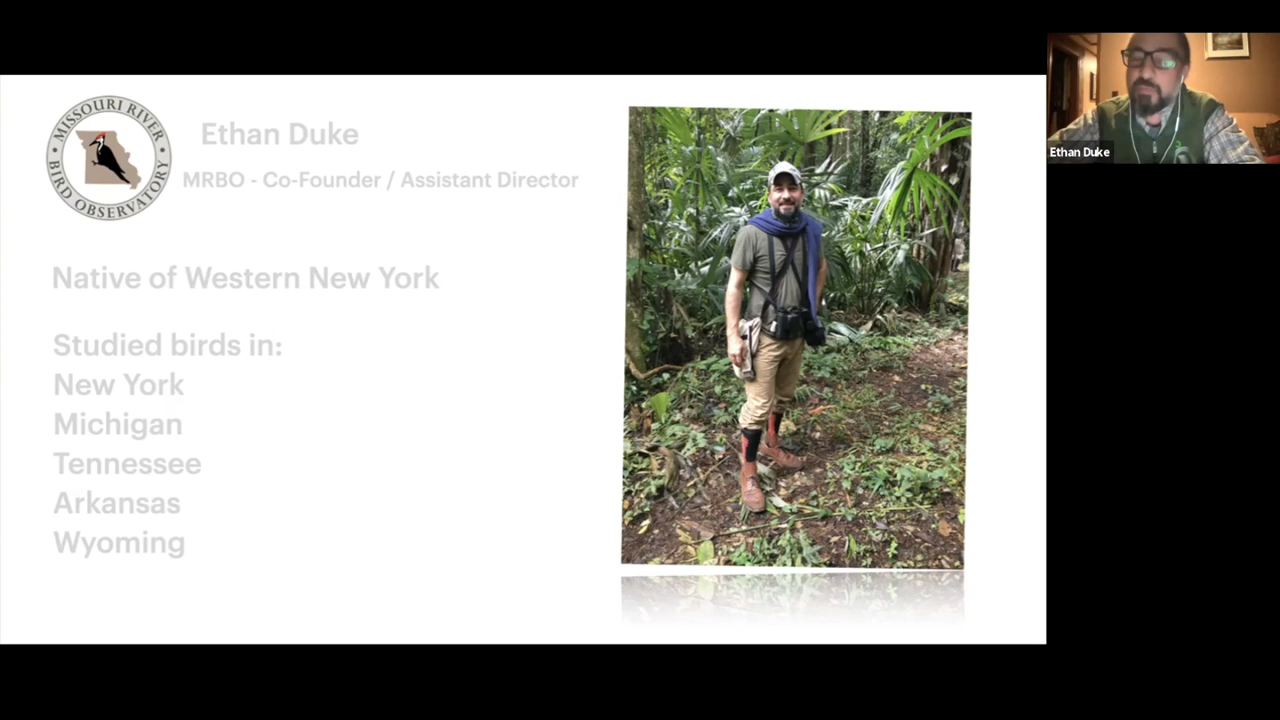 MISSOURI RIVER
BIRD OBSERVATORY
Ethan Duke
MRBO - Co-Founder / Assistant Director
Native of Western New York
Studied birds in:
New York
Michigan
Tennessee
Arkansas
Wyoming
Ethan Duke